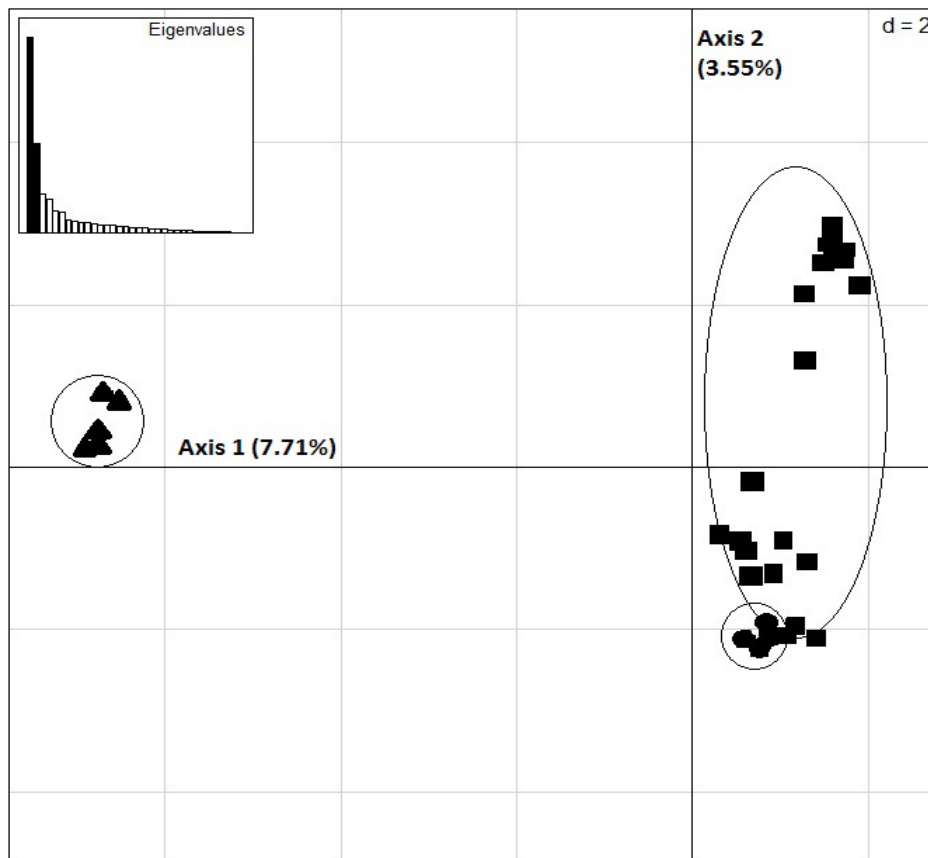 Eigenvalues
Axis 2
(3.55%)
d = 2
Axis 1 (7.71%)